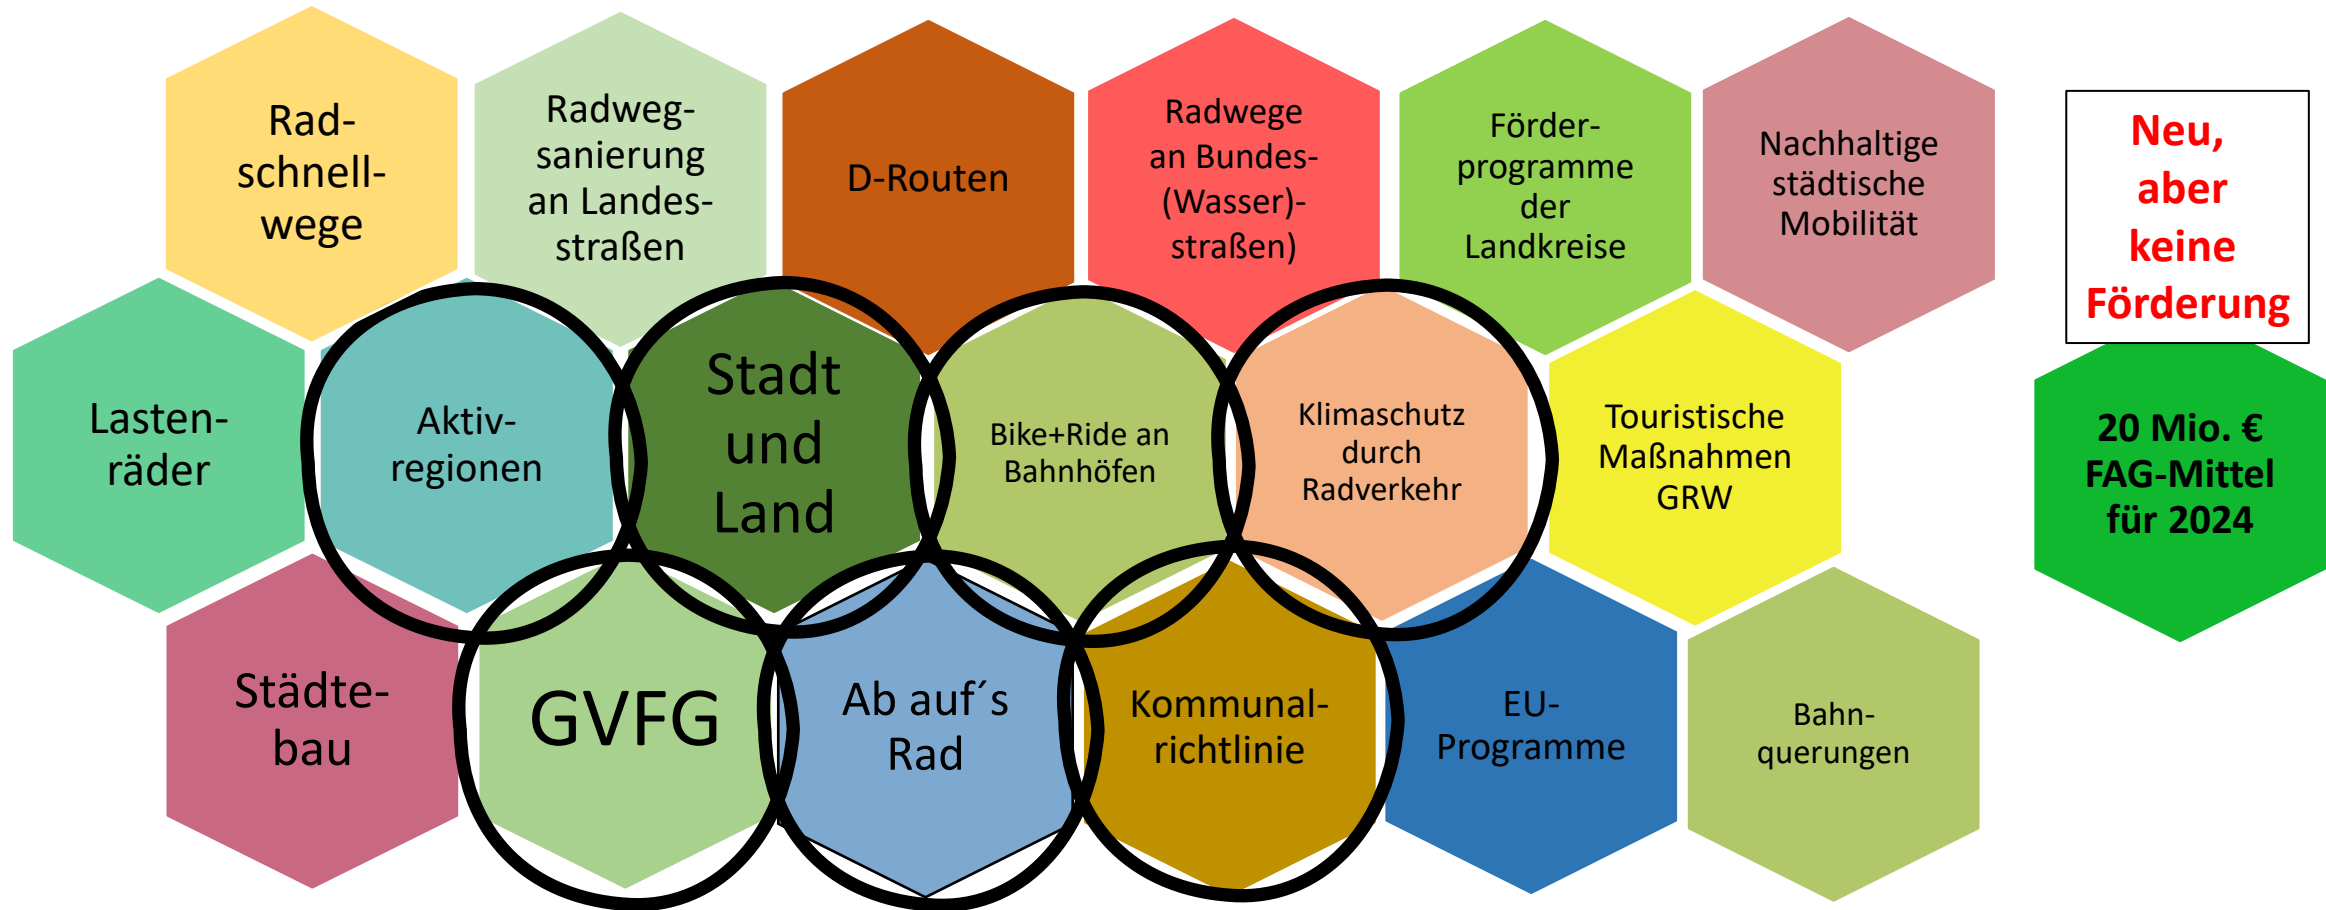 Rad-
schnell-
wege
Radweg-
sanierung
an Landes-
straßen
D-Routen
Radwege
an Bundes-
(Wasser)-
straßen)
Förder-
programme
der
Landkreise
Nachhaltige
städtische
Mobilität
Neu,
aber
keine
Förderung
Lasten-
räder
Aktiv-
regionen
Stadt
und
Land
Bike+Ride an
Bahnhöfen
Klimaschutz
durch
Radverkehr
Touristische
Maßnahmen
GRW
20 Mio. €
FAG-Mittel
für 2024
Städte-
bau
GVFG
Ab auf´s
Rad
Kommunal-
richtlinie
EU-
Programme
Bahn-
querungen